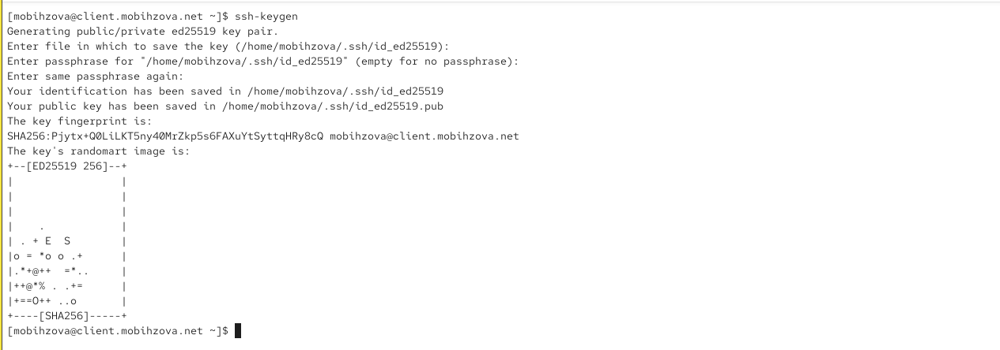 [mobihzova@client.mobihzova.net ~]$ ssh-keygen
Generating public/private ed25519 key pair.
Enter file in which to save the key (/home/mobihzova/.ssh/id_ed25519):
Enter passphrase for "/home/mobihzova/.ssh/id_ed25519" (empty for no passphrase):
Enter same passphrase again:
Your identification has been saved in /home/mobihzova/.ssh/id_ed25519
Your public key has been saved in /home/mobihzova/.ssh/id_ed25519.pub
The key fingerprint is:
SHA256:Pjytx+Q0LiLKT5ny40MrZkp5s6FAXuYtSyttqHRy8cQ mobihzova@client.mobihzova.net
The key's randomart image is:
+--[ED25519 256]--+
|                 |
|                 |
|                 |
|    .            |
| . + E  S        |
|o = *o o .+      |
|.*+@++  =*..     |
|++@*% . .+=      |
|+==O++ ..o       |
+----[SHA256]-----+
[mobihzova@client.mobihzova.net ~]$